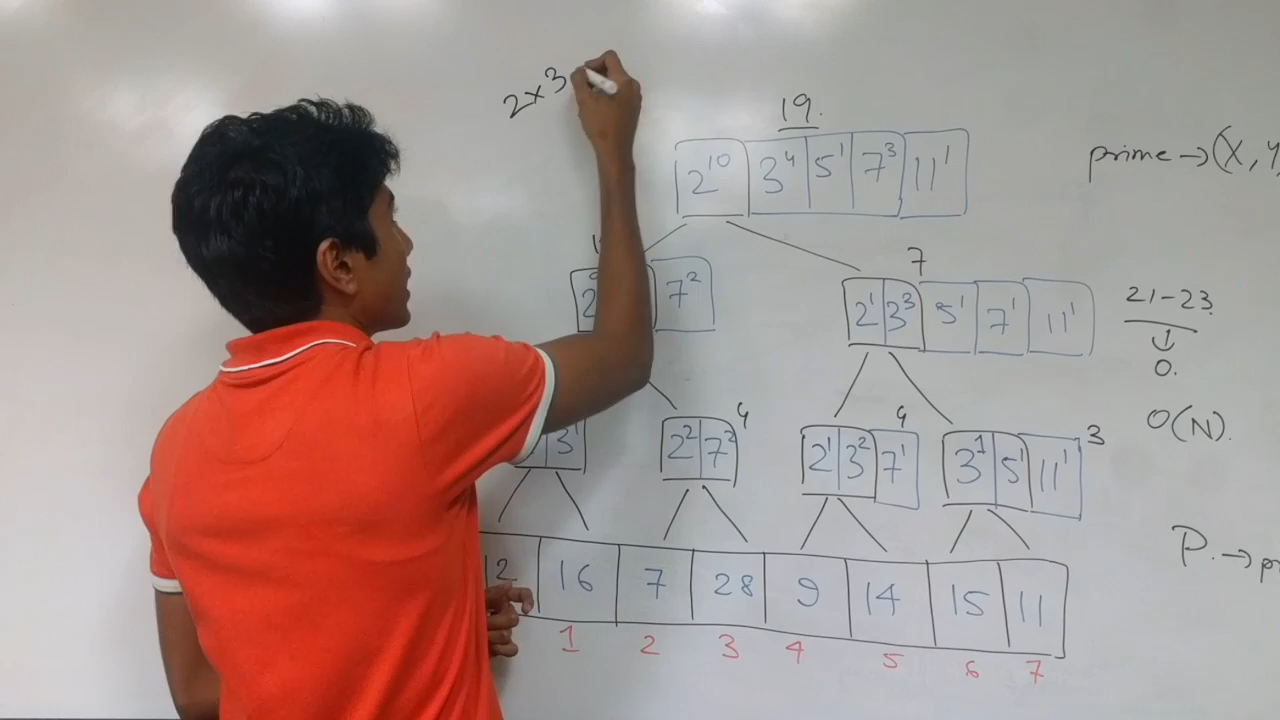 2x3
19.
2¹⁰ 3⁴ 5¹ 7³ 11¹
prime→(X,
7² 
7
2¹ 3³ 5¹ 7¹ 11¹
21-23
↓
0.
O(N).
3¹
2² 7² 4
2¹ 3² 7¹ 4
3¹ 5¹ 11¹ 3
P.→
12 16 7 28 9 14 15 11
1 2 3 4 5 6 7